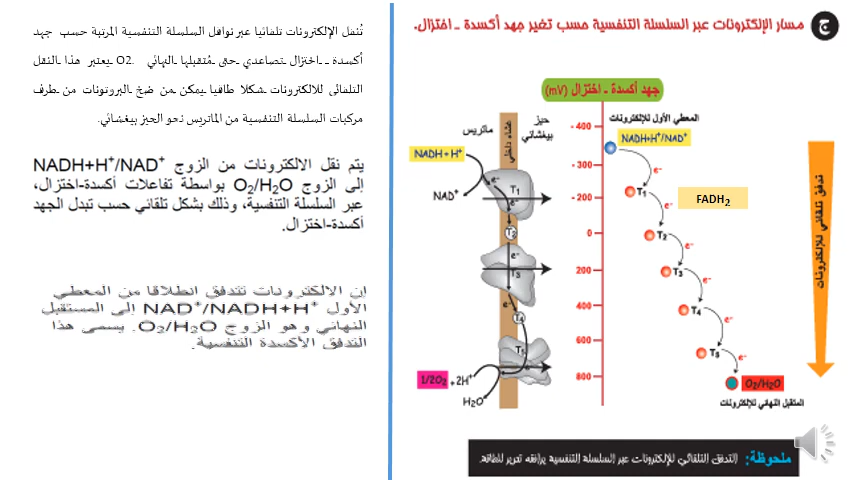 ج
مسار الإلكترونات عبر السلسلة التنفسية حسب تغير جهد أكسدة – اختزال.
جهد أكسدة - اختزال (mV)
حيز
بيغشائي
غشاء داخلي
ماتريس
NADH+H⁺
NAD⁺
e⁻
T₁
T₂
e⁻
T₃
e⁻
T₄
T₅
1/2O₂ +2H⁺
H₂O
- 400
- 300
- 200
0
200
400
600
800
المعطي الأول للإلكترونات
NADH+H⁺/NAD⁺
e⁻
T₁
FADH₂
e⁻
T₂
e⁻
T₃
e⁻
T₄
e⁻
T₅
e⁻
O₂/H₂O
المتقبل النهائي للإلكترونات
تدفق تلقائي للإلكترونات
ملحوظة: التدفق التلقائي للإلكترونات عبر السلسلة التنفسية يرافقه تحرير للطاقة.
تُنقل الإلكترونات تلقائيا عبر نواقل السلسلة التنفسية المرتبة حسب جهد
أكسدة – اختزال تصاعدي حتى مُتقبلها النهائي O2. يعتبر هذا النقل
التلقائي للالكترونات شكلا طاقيا يمكن من ضخ البروتونات من طرف
مركبات السلسلة التنفسية من الماتريس نحو الحيز البيغشائي.
يتم نقل الالكترونات من الزوج NADH+H⁺/NAD⁺
إلى الزوج O₂/H₂O بواسطة تفاعلات أكسدة-اختزال،
عبر السلسلة التنفسية، وذلك بشكل تلقائي حسب تبدل الجهد
أكسدة-اختزال.
إن الالكترونات تتدفق انطلاقا من المعطي
الأول NAD⁺/NADH+H⁺ إلى المستقبل
النهائي وهو الزوج O₂/H₂O. يسمى هذا
التدفق الأكسدة التنفسية.